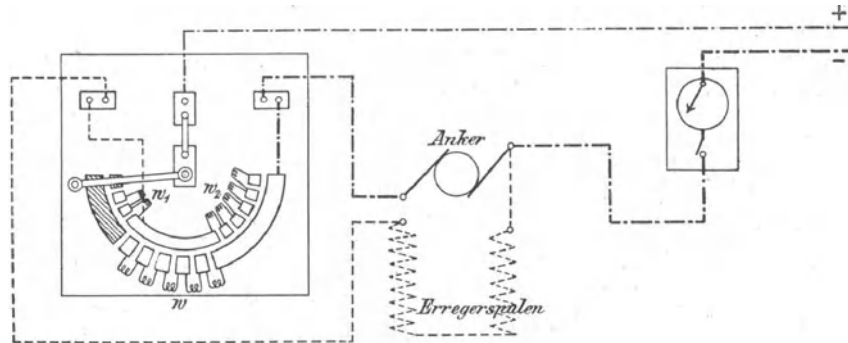 +
-
Anker
w₁
w₂
Erregerspulen
w